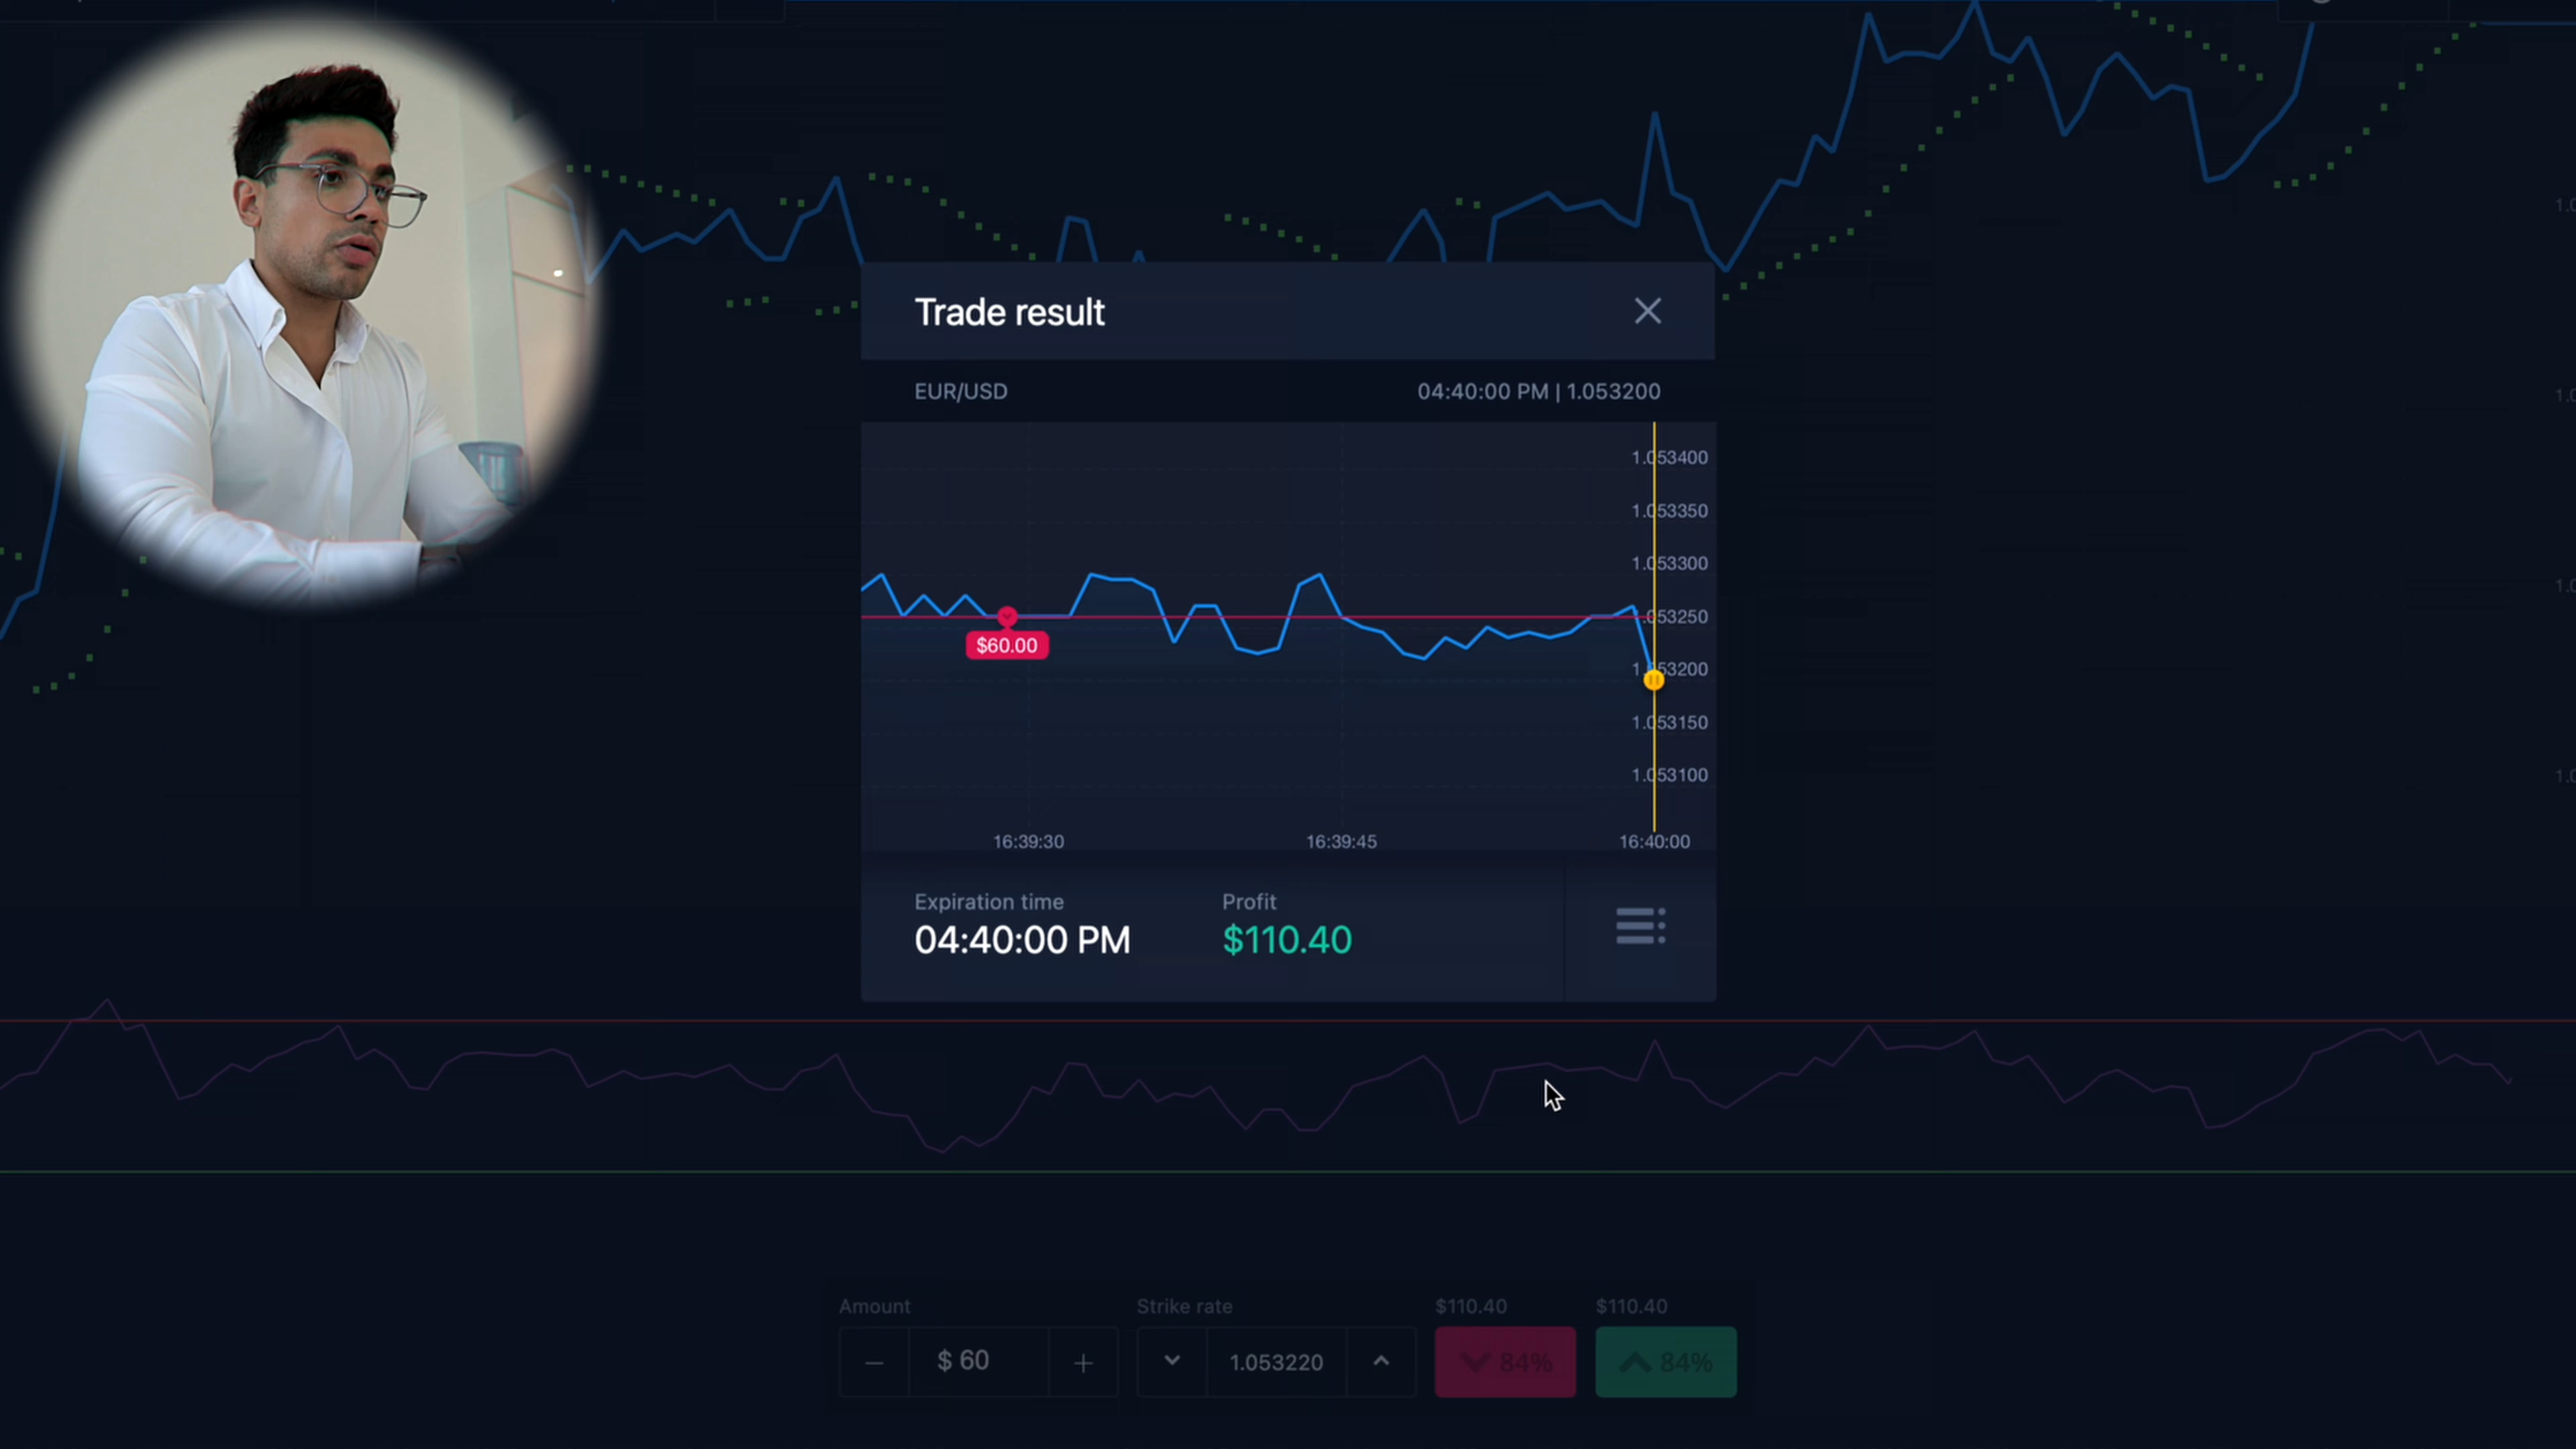 Trade result
EUR/USD
04:40:00 PM | 1.053200
1.053400
1.053350
1.053300
1.053250
1.053200
1.053150
1.053100
$60.00
16:39:30
16:39:45
16:40:00
Expiration time
Profit
04:40:00 PM
$110.40
Amount
Strike rate
$110.40
$110.40
$ 60
1.053220
84%
84%